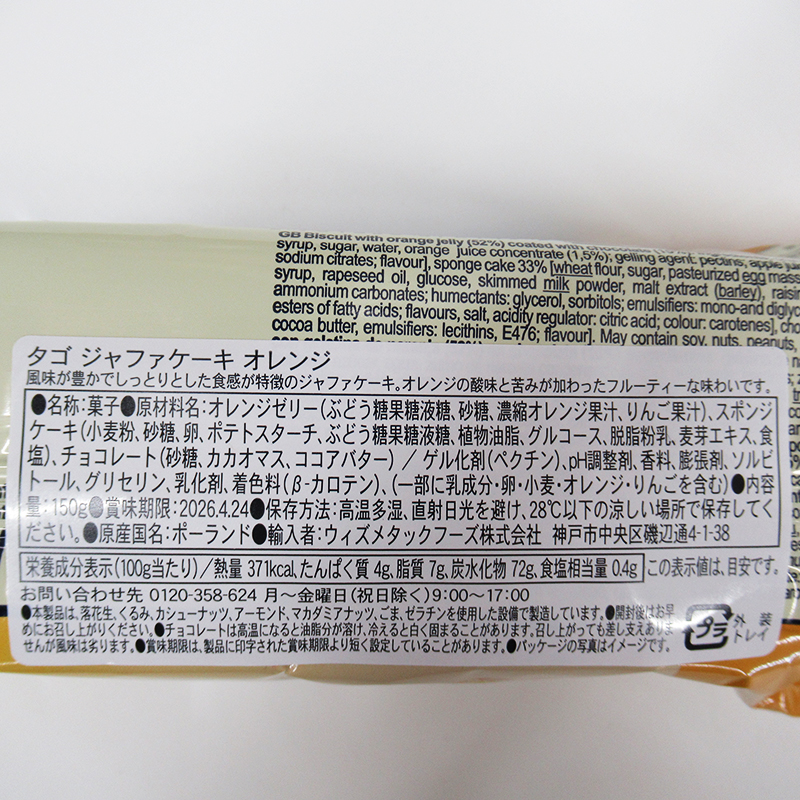 GB Biscuit with orange jelly (52%) coated with
syrup, sugar, water, orange juice concentrate (1,5%); gelling agent: pectins; apple
sodium citrates; flavour], sponge cake 33% [wheat flour, sugar, pasteurized egg mass
syrup, rapeseed oil, glucose, skimmed milk powder, malt extract (barley), raising
ammonium carbonates; humectants: glycerol, sorbitols; emulsifiers: mono-and
esters of fatty acids; flavours, salt, acidity regulator: citric acid; colour: carotenes],
cocoa butter, emulsifiers: lecithins, E476; flavour]. May contain soy, nuts, peanuts,
タゴ ジャファケーキ オレンジ
風味が豊かでしっとりとした食感が特徴のジャファケーキ。オレンジの酸味と苦みが加わったフルーティーな味わいです。
●名称:菓子●原材料名:オレンジゼリー(ぶどう糖果糖液糖、砂糖、濃縮オレンジ果汁、りんご果汁)、スポンジ
ケーキ(小麦粉、砂糖、卵、ポテトスターチ、ぶどう糖果糖液糖、植物油脂、グルコース、脱脂粉乳、麦芽エキス、食
塩)、チョコレート(砂糖、カカオマス、ココアバター)/ゲル化剤(ペクチン)、pH調整剤、香料、膨張剤、ソルビ
トール、グリセリン、乳化剤、着色料(β-カロテン)、(一部に乳成分・卵・小麦・オレンジ・りんごを含む)●内容
量:150g●賞味期限:2026.4.24●保存方法:高温多湿、直射日光を避け、28℃以下の涼しい場所で保存してく
ださい。●原産国名:ポーランド●輸入者:ウィズメタックフーズ株式会社 神戸市中央区磯辺通4-1-38
栄養成分表示(100g当たり)/熱量 371kcal、たんぱく質 4g、脂質 7g、炭水化物 72g、食塩相当量 0.4g この表示値は、目安です。
お問い合わせ先 0120-358-624 月～金曜日(祝日除く)9:00～17:00
●本製品は、落花生、くるみ、カシューナッツ、アーモンド、マカダミアナッツ、ごま、ゼラチンを使用した設備で製造しています。●開封後はお早
めにお召し上がりください。●チョコレートは高温になると油脂分が溶け、冷えると白く固まることがあります。召し上がっても差し支えありま
せんが風味は劣ります。●賞味期限は、製品に印字された賞味期限より短く設定していることがあります。●パッケージの写真はイメージです。
プラ
外装
トレイ